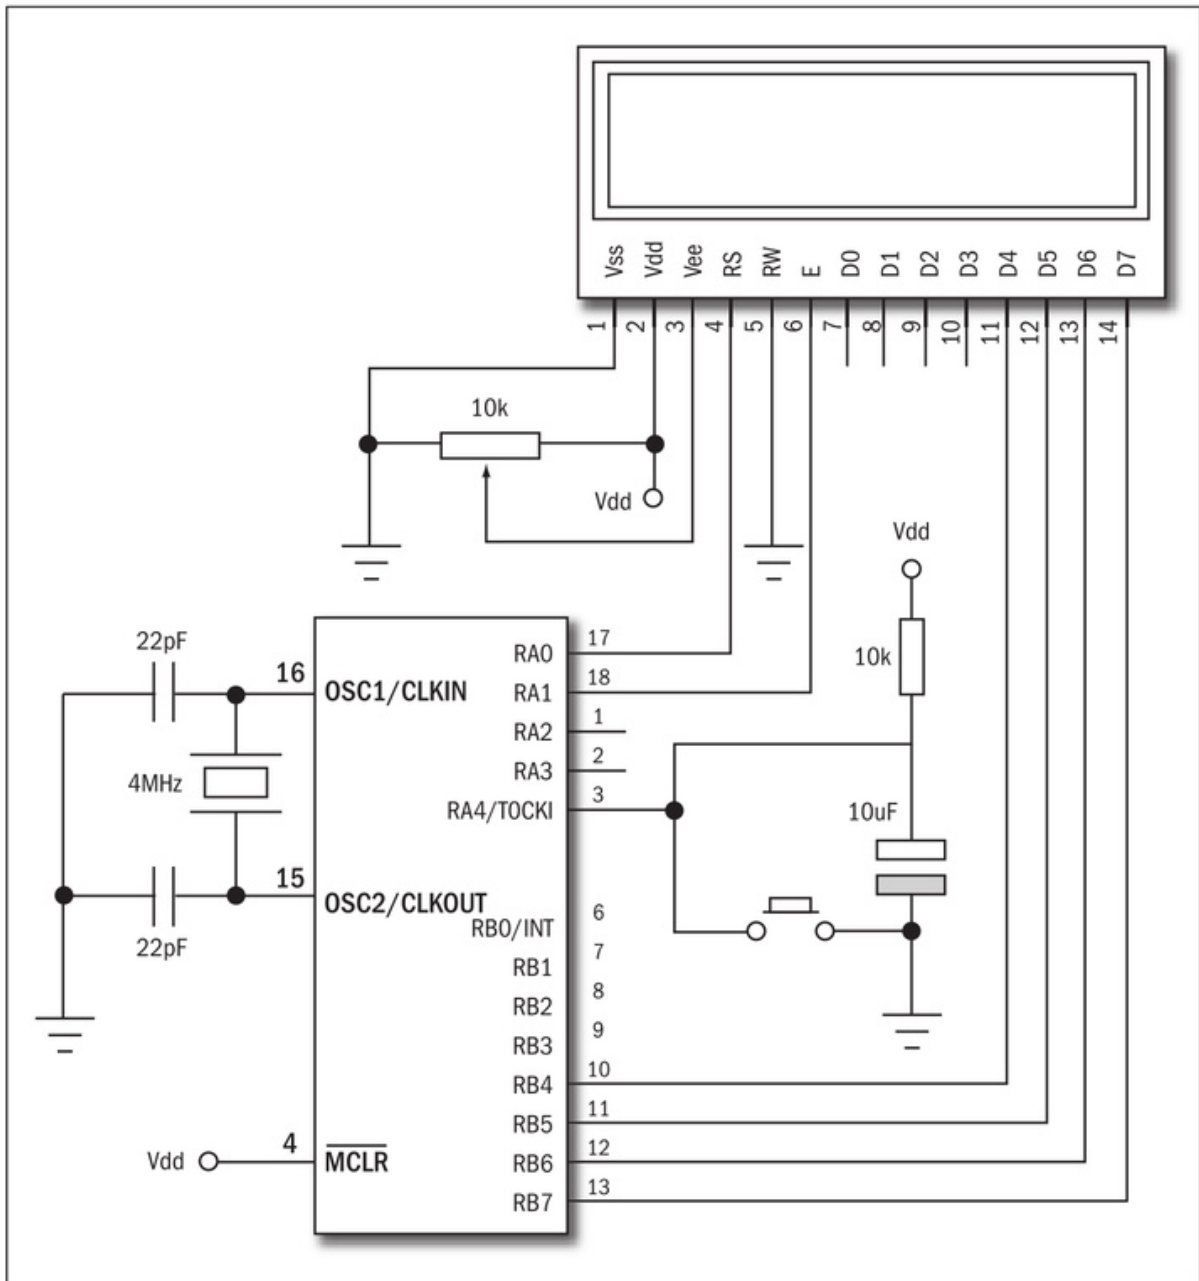 Vss Vdd Vee RS RW E D0 D1 D2 D3 D4 D5 D6 D7
1 2 3 4 5 6 7 8 9 10 11 12 13 14
10k
Vdd
Vdd
10k
10uF
22pF
16
OSC1/CLKIN
4MHz
15
OSC2/CLKOUT
22pF
Vdd
4
MCLR
RA0 17
RA1 18
RA2 1
RA3 2
RA4/TOCKI 3
RB0/INT 6
RB1 7
RB2 8
RB3 9
RB4 10
RB5 11
RB6 12
RB7 13